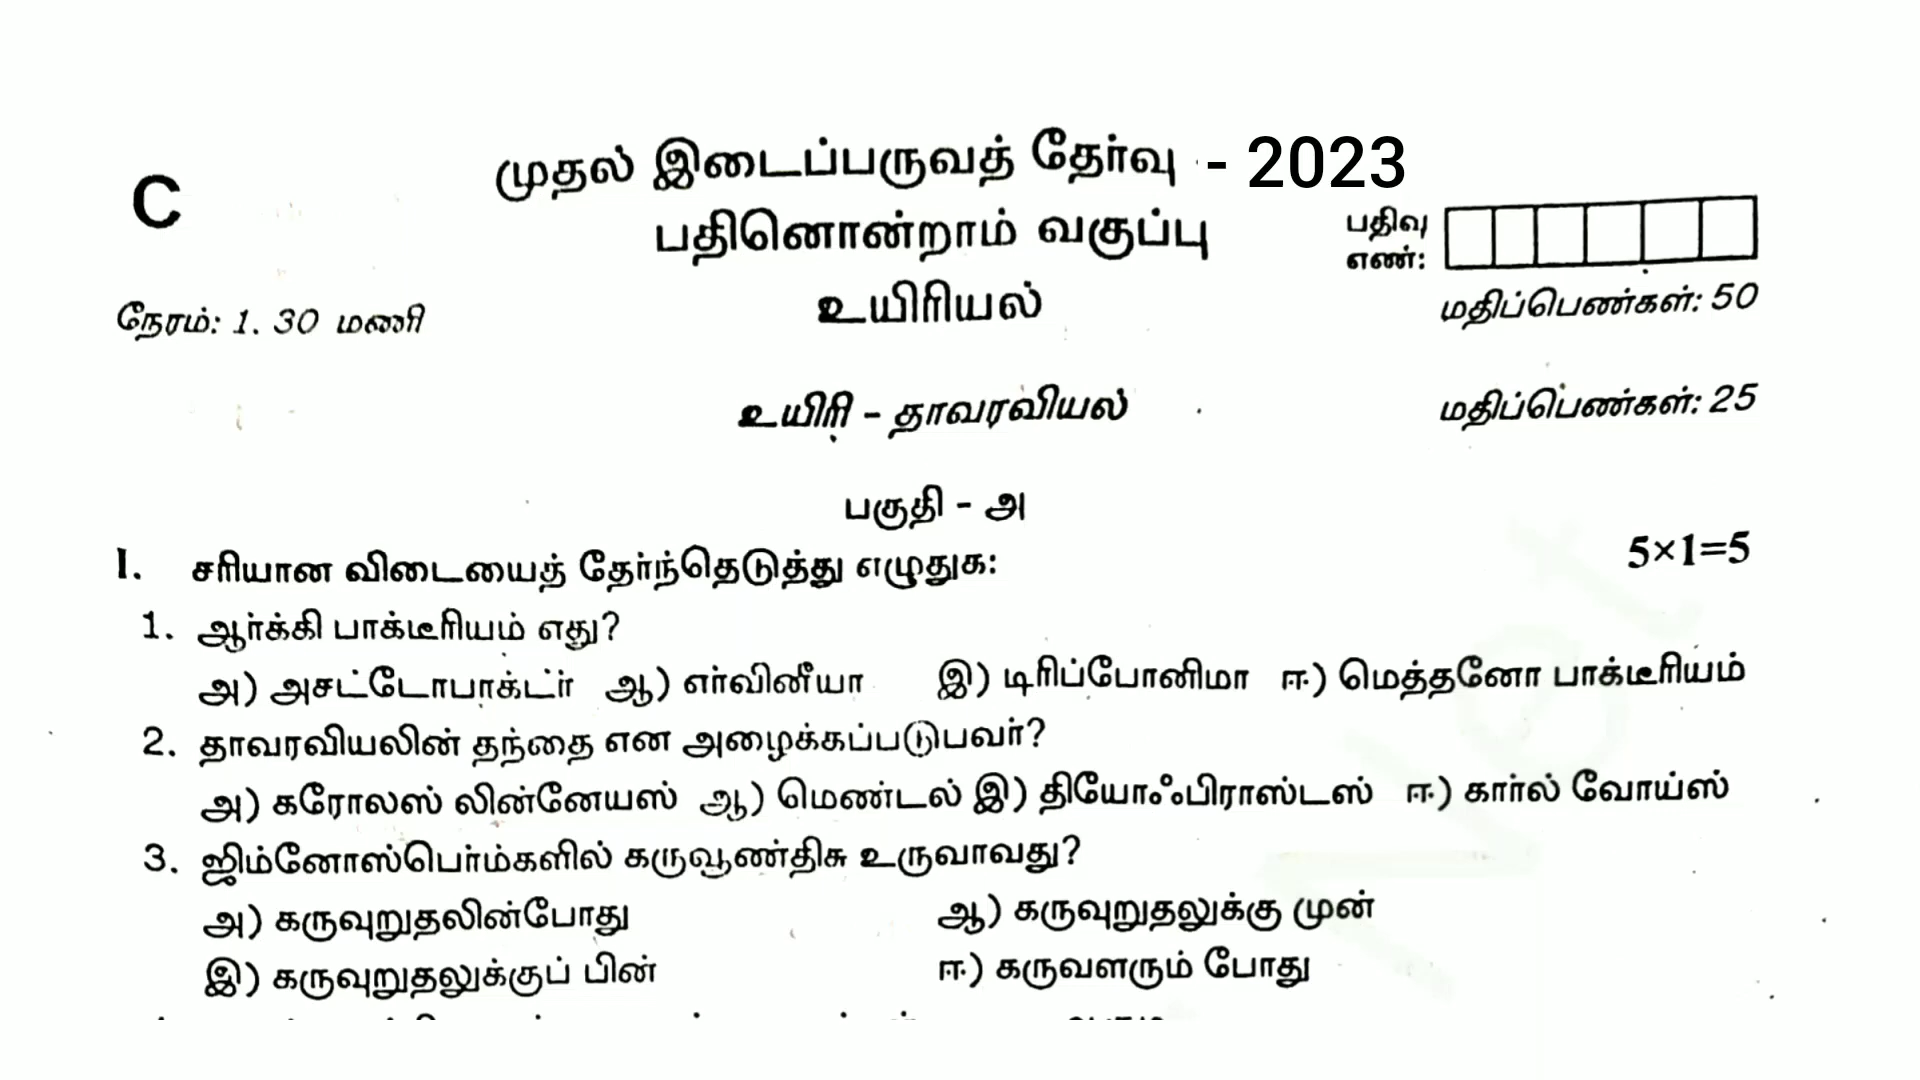 முதல் இடைப்பருவத் தேர்வு - 2023
C
பதினொன்றாம் வகுப்பு
பதிவு எண்:
உயிரியல்
நேரம்: 1. 30 மணி
மதிப்பெண்கள்: 50
உயிரி - தாவரவியல்
மதிப்பெண்கள்: 25
பகுதி - அ
I. சரியான விடையைத் தேர்ந்தெடுத்து எழுதுக: 5×1=5
1. ஆர்க்கி பாக்டீரியம் எது?
அ) அசட்டோபாக்டர் ஆ) எர்வினீயா இ) டிரிப்போனிமா ஈ) மெத்தனோ பாக்டீரியம்
2. தாவரவியலின் தந்தை என அழைக்கப்படுபவர்?
அ) கரோலஸ் லின்னேயஸ் ஆ) மெண்டல் இ) தியோஃபிராஸ்டஸ் ஈ) கார்ல் வோய்ஸ்
3. ஜிம்னோஸ்பெர்ம்களில் கருவூண்திசு உருவாவது?
அ) கருவுறுதலின்போது ஆ) கருவுறுதலுக்கு முன்
இ) கருவுறுதலுக்குப் பின் ஈ) கருவளரும் போது